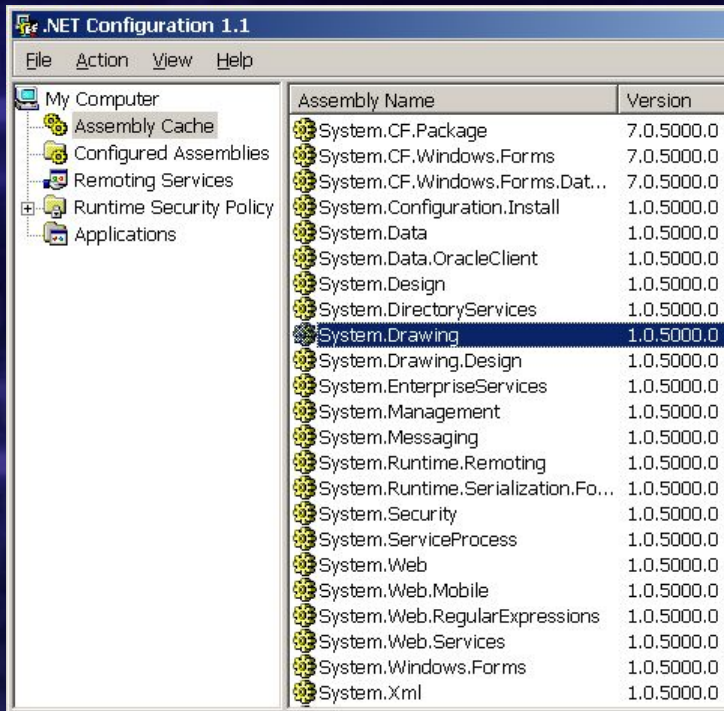 .NET Configuration 1.1
File Action View Help
My Computer
Assembly Cache
Configured Assemblies
Remoting Services
Runtime Security Policy
Applications
Assembly Name Version
System.CF.Package 7.0.5000.0
System.CF.Windows.Forms 7.0.5000.0
System.CF.Windows.Forms.Dat... 7.0.5000.0
System.Configuration.Install 1.0.5000.0
System.Data 1.0.5000.0
System.Data.OracleClient 1.0.5000.0
System.Design 1.0.5000.0
System.DirectoryServices 1.0.5000.0
System.Drawing 1.0.5000.0
System.Drawing.Design 1.0.5000.0
System.EnterpriseServices 1.0.5000.0
System.Management 1.0.5000.0
System.Messaging 1.0.5000.0
System.Runtime.Remoting 1.0.5000.0
System.Runtime.Serialization.Fo... 1.0.5000.0
System.Security 1.0.5000.0
System.ServiceProcess 1.0.5000.0
System.Web 1.0.5000.0
System.Web.Mobile 1.0.5000.0
System.Web.RegularExpressions 1.0.5000.0
System.Web.Services 1.0.5000.0
System.Windows.Forms 1.0.5000.0
System.Xml 1.0.5000.0